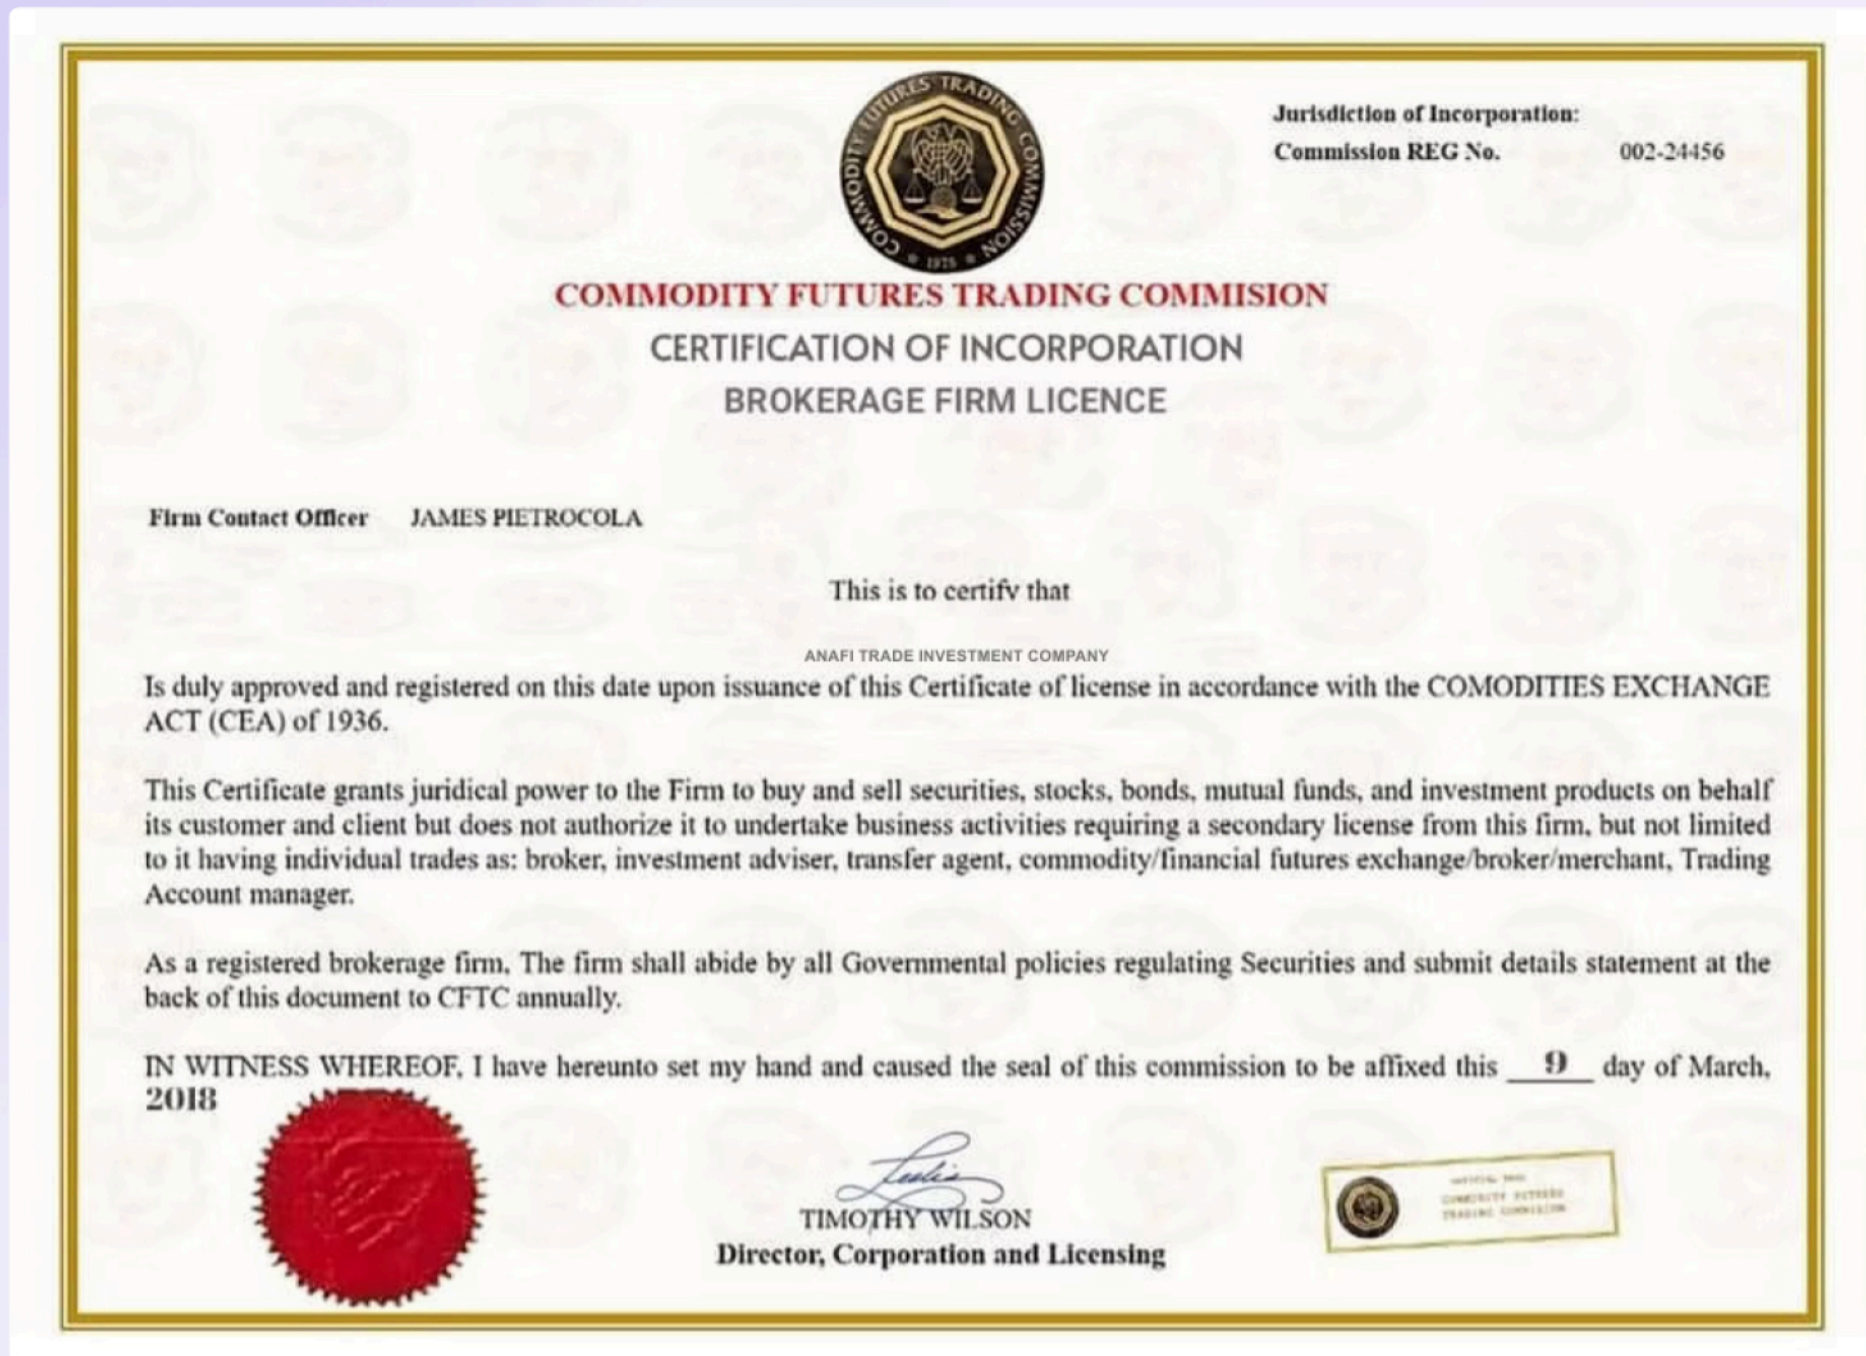 COMMODITY FUTURES TRADING COMMISSION
1975
Jurisdiction of Incorporation:
Commission REG No. 002-24456
COMMODITY FUTURES TRADING COMMISION
CERTIFICATION OF INCORPORATION
BROKERAGE FIRM LICENCE
Firm Contact Officer JAMES PIETROCOLA
This is to certify that
ANAFI TRADE INVESTMENT COMPANY
Is duly approved and registered on this date upon issuance of this Certificate of license in accordance with the COMODITIES EXCHANGE
ACT (CEA) of 1936.
This Certificate grants juridical power to the Firm to buy and sell securities, stocks, bonds, mutual funds, and investment products on behalf
its customer and client but does not authorize it to undertake business activities requiring a secondary license from this firm, but not limited
to it having individual trades as: broker, investment adviser, transfer agent, commodity/financial futures exchange/broker/merchant, Trading
Account manager.
As a registered brokerage firm, The firm shall abide by all Governmental policies regulating Securities and submit details statement at the
back of this document to CFTC annually.
IN WITNESS WHEREOF, I have hereunto set my hand and caused the seal of this commission to be affixed this 9 day of March,
2018
Leslie
TIMOTHY WILSON
Director, Corporation and Licensing
COMMODITY FUTURES
TRADING COMMISSION